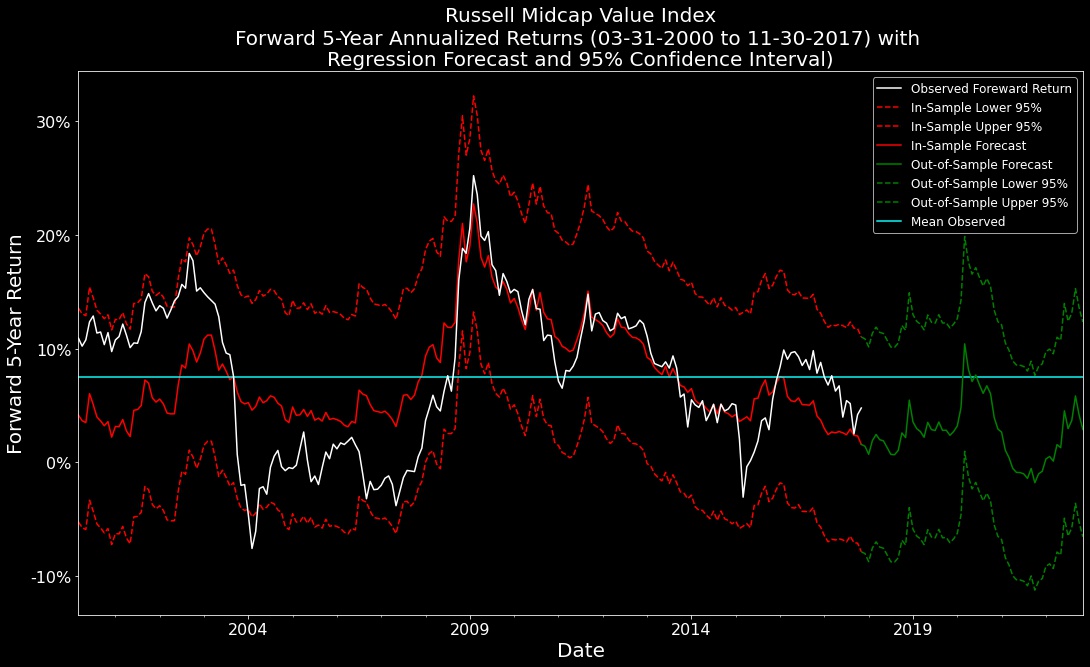 Russell Midcap Value Index
Forward 5-Year Annualized Returns (03-31-2000 to 11-30-2017) with
Regression Forecast and 95% Confidence Interval)
Observed Foreward Return
In-Sample Lower 95%
In-Sample Upper 95%
In-Sample Forecast
Out-of-Sample Forecast
Out-of-Sample Lower 95%
Out-of-Sample Upper 95%
Mean Observed
Forward 5-Year Return
30%
20%
10%
0%
-10%
2004
2009
2014
2019
Date